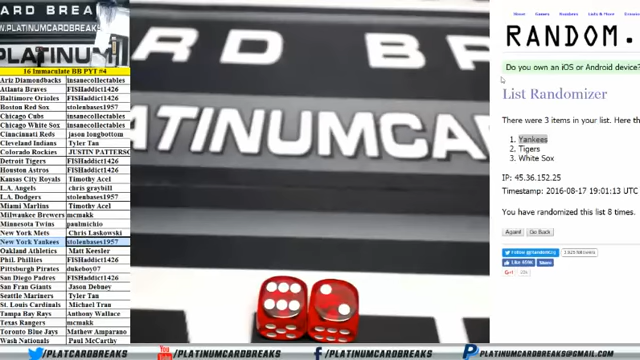 CARD BREA
WWW.PLATINUMCARDBREAKS
PLATINUM
16 Immaculate BB PYT #4
Ariz Diamondbacks insanecollectables
Atlanta Braves FISHaddict1426
Baltimore Orioles FISHaddict1426
Boston Red Sox stolenbases1957
Chicago Cubs insanecollectables
Chicago White Sox insanecollectables
Cincinnati Reds jason longbottom
Cleveland Indians Tyler Tan
Colorado Rockies JUSTIN PATTERSO
Detroit Tigers FISHaddict1426
Houston Astros FISHaddict1426
Kansas City Royals Timothy Acel
L.A. Angels chris graybill
L.A. Dodgers stolenbases1957
Miami Marlins Timothy Acel
Milwaukee Brewers mcmakk
Minnesota Twins paulmichio
New York Mets Chris Laskowski
New York Yankees stolenbases1957
Oakland Athletics Matt Keesler
Phil. Phillies FISHaddict1426
Pittsburgh Pirates dukeboy07
San Diego Padres FISHaddict1426
San Fran Giants Jason Debney
Seattle Mariners Tyler Tan
St. Louis Cardinals Michael Tran
Tampa Bay Rays Anthony Wallace
Texas Rangers mcmakk
Toronto Blue Jays Mathew Amparano
Wash Nationals Paul McCarthy
ARD BR
ATINUMCA
RANDOM.
Do you own an iOS or Android device?
List Randomizer
There were 3 items in your list. Here th
1. Yankees
2. Tigers
3. White Sox
IP: 45.36.152.25
Timestamp: 2016-08-17 19:01:13 UTC
You have randomized this list 8 times.
Again! Go Back
/PLATCARDBREAKS
/PLATINUMCARDBREAKS
/PLATINUMCARDBREAKS
PLATINUMCARDBREAKS@GMAIL.COM